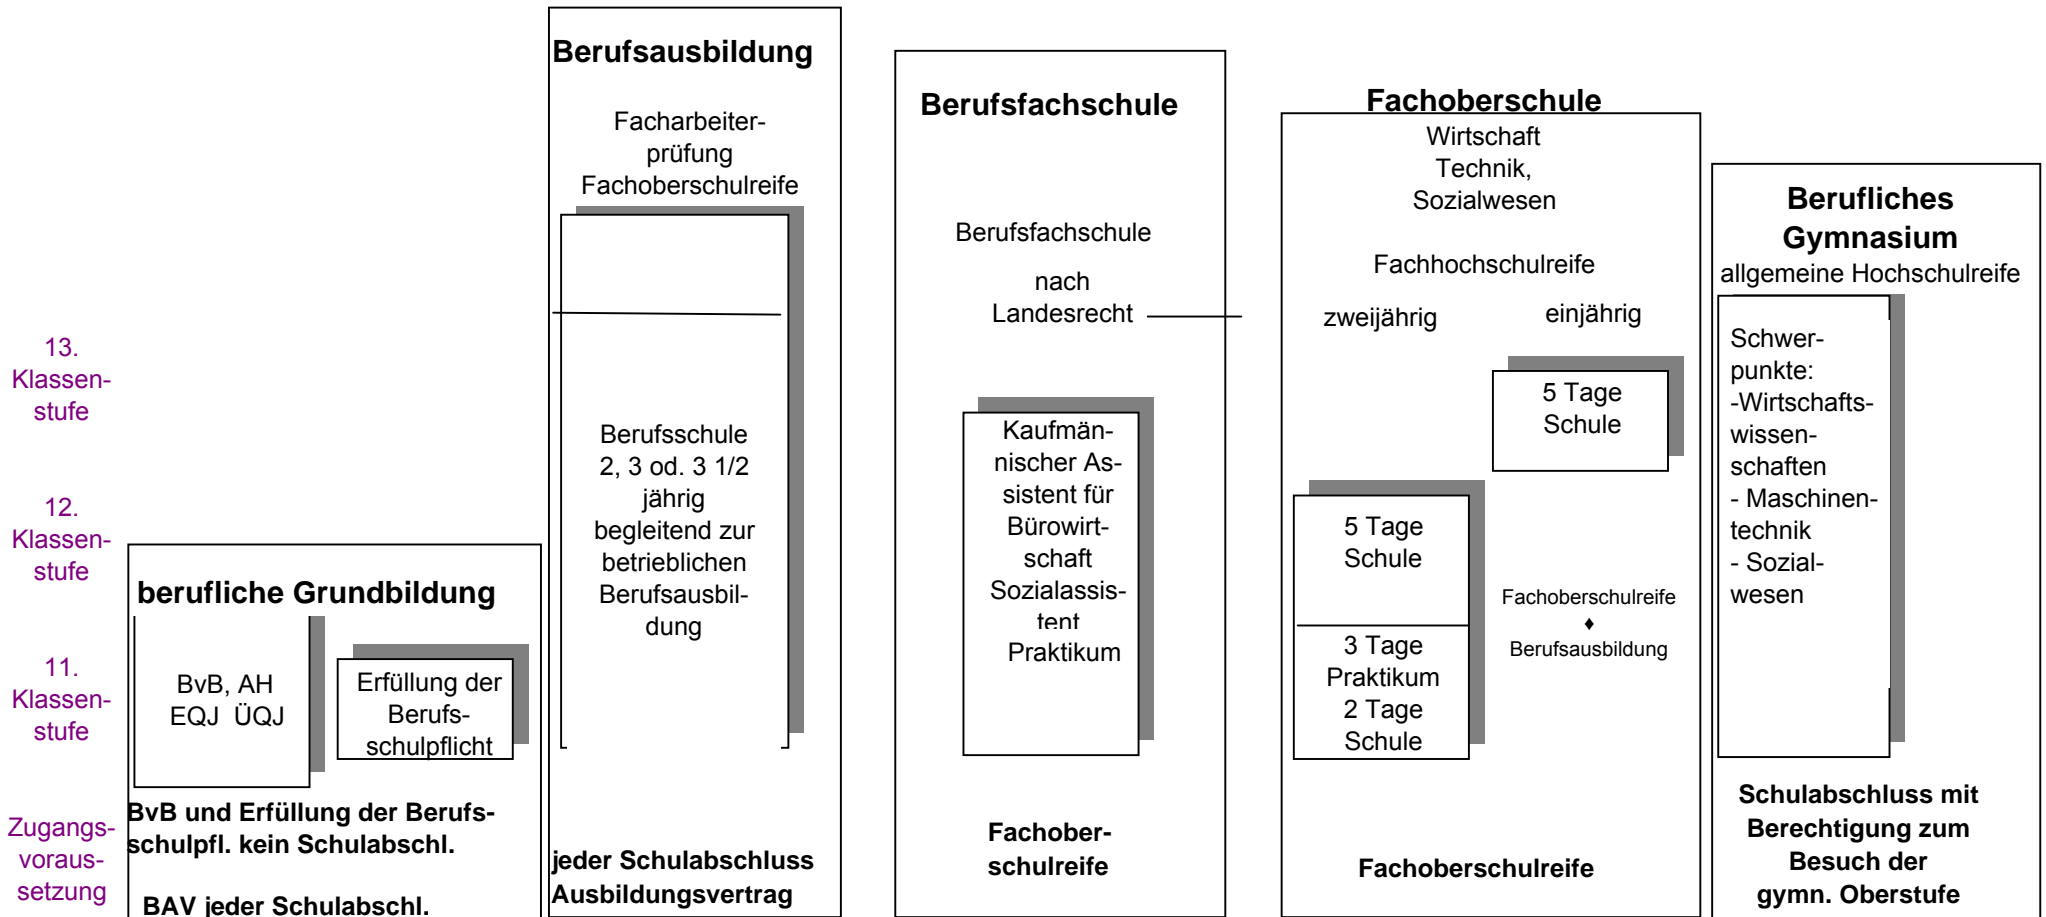 13.
Klassen-
stufe
12.
Klassen-
stufe
11.
Klassen-
stufe
Zugangs-
voraus-
setzung
berufliche Grundbildung
BvB, AH
EQJ ÜQJ
Erfüllung der
Berufs-
schulpflicht
BvB und Erfüllung der Berufs-
schulpfl. kein Schulabschl.
BAV jeder Schulabschl.
Berufsausbildung
Facharbeiter-
prüfung
Fachoberschulreife
Berufsschule
2, 3 od. 3 1/2
jährig
begleitend zur
betrieblichen
Berufsausbil-
dung
jeder Schulabschluss
Ausbildungsvertrag
Berufsfachschule
Berufsfachschule
nach
Landesrecht
Kaufmän-
nischer As-
sistent für
Bürowirt-
schaft
Sozialassis-
tent
Praktikum
Fachober-
schulreife
Fachoberschule
Wirtschaft
Technik,
Sozialwesen
Fachhochschulreife
zweijährig
einjährig
5 Tage
Schule
5 Tage
Schule
3 Tage
Praktikum
2 Tage
Schule
Fachoberschulreife
♦
Berufsausbildung
Fachoberschulreife
Berufliches
Gymnasium
allgemeine Hochschulreife
Schwer-
punkte:
-Wirtschafts-
wissen-
schaften
- Maschinen-
technik
- Sozial-
wesen
Schulabschluss mit
Berechtigung zum
Besuch der
gymn. Oberstufe